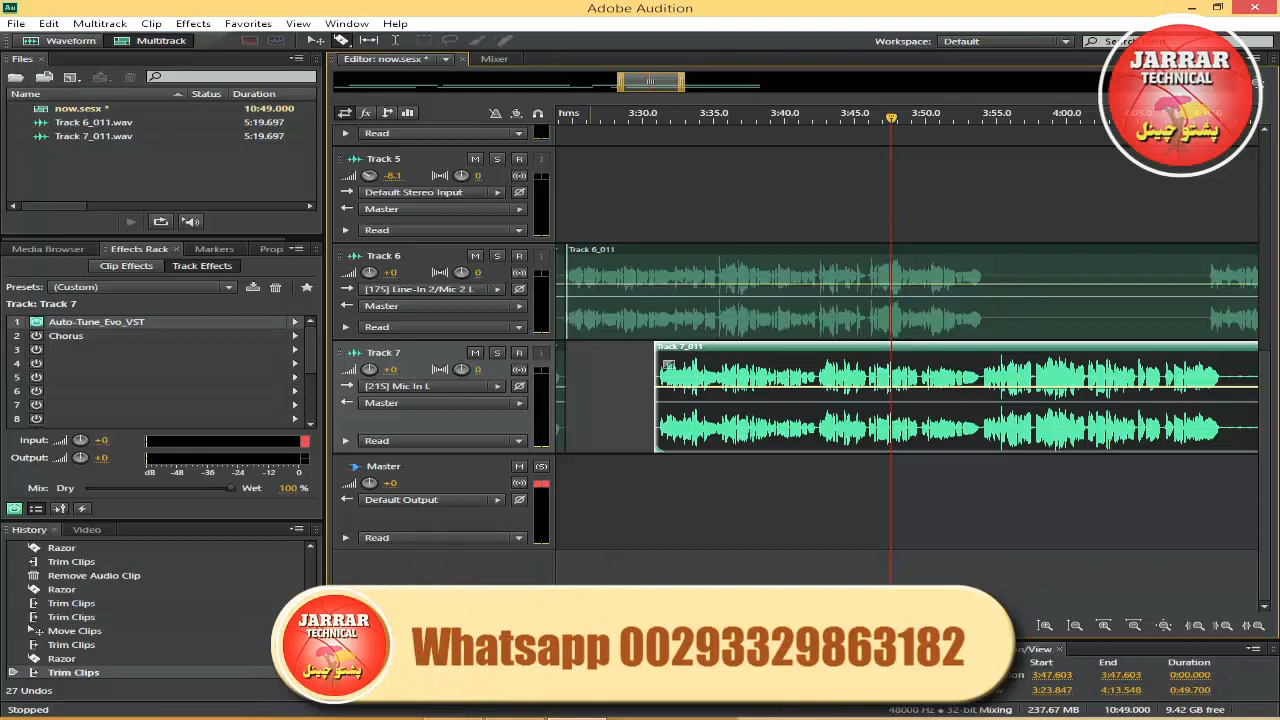 Au
Adobe Audition
File Edit Multitrack Clip Effects Favorites View Window Help
Waveform Multitrack
Workspace: Default
Search Help
Files
Editor: now.sesx *
Mixer
Name Status Duration
now.sesx * 10:49.000
Track 6_011.wav 5:19.697
Track 7_011.wav 5:19.697
hms 3:30.0 3:35.0 3:40.0 3:45.0 3:50.0 3:55.0 4:00.0
Read
Track 5 M S R I
-8.1 0
Default Stereo Input
Master
Read
Track 6 M S R I
+0 0
[17S] Line-In 2/Mic 2 L
Master
Read
Track 6_011
Track 7 M S R I
+0 0
[21S] Mic In L
Master
Read
Track 7_011
Master M (S)
+0
Default Output
Read
Media Browser Effects Rack Markers Prop
Clip Effects Track Effects
Presets: (Custom)
Track: Track 7
1 Auto-Tune_Evo_VST
2 Chorus
3
4
5
6
7
8
Input: +0
Output: +0
dB -48 -36 -24 -12 0
Mix: Dry Wet 100 %
History Video
Razor
Trim Clips
Remove Audio Clip
Razor
Trim Clips
Trim Clips
Move Clips
Trim Clips
Razor
Trim Clips
27 Undos
Stopped
on/View
Start End Duration
3:47.603 3:47.603 0:00.000
3:23.847 4:13.548 0:49.700
48000 Hz • 32-bit Mixing 237.67 MB 10:49.000 9.42 GB free
JARRAR
TECHNICAL
پشتو چینل
JARRAR
TECHNICAL
پشتو چینل
Whatsapp 00293329863182